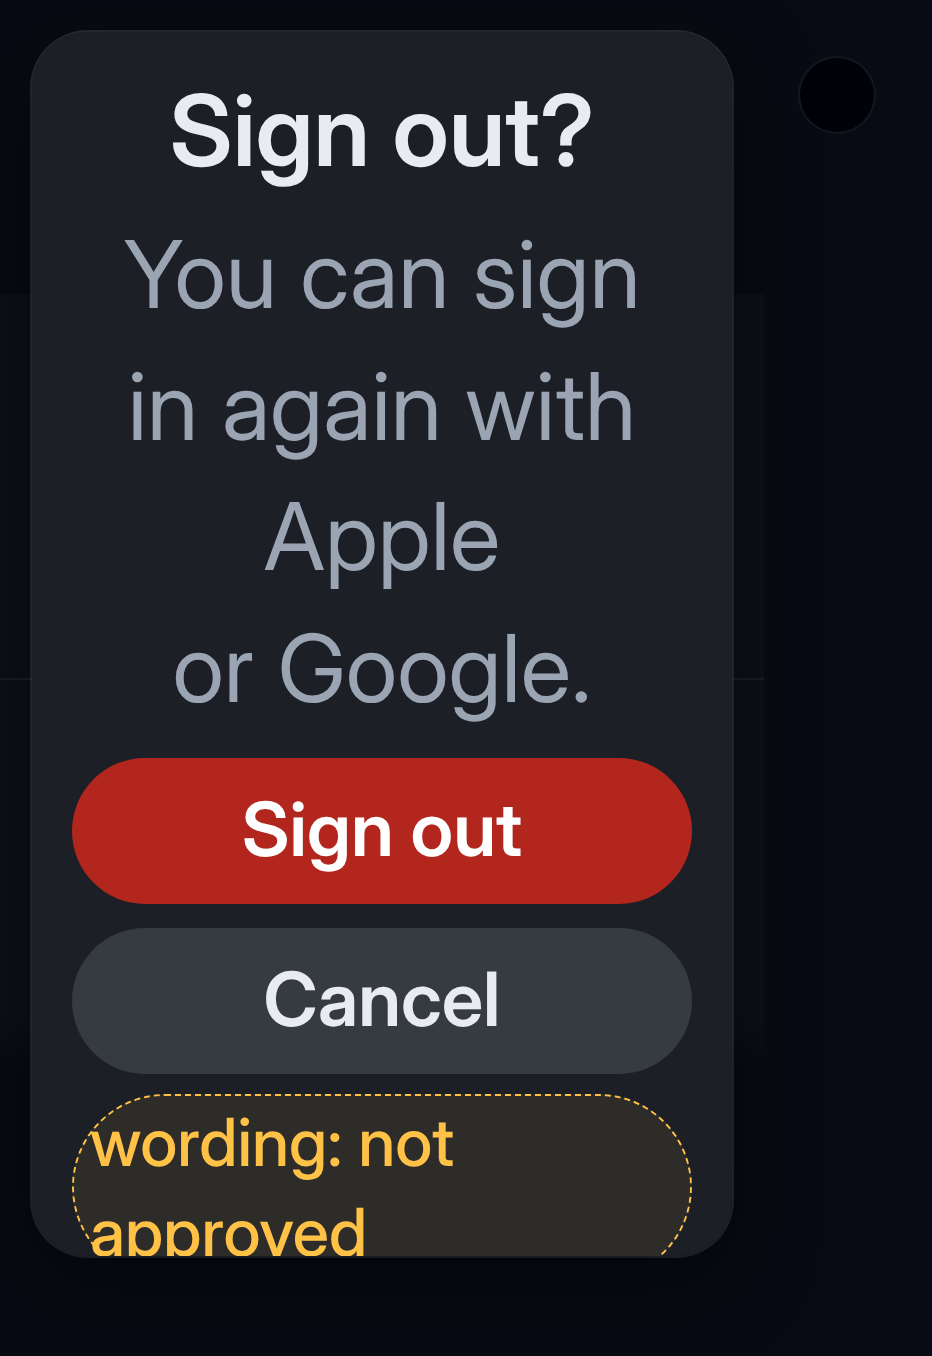 Sign out?
You can sign
in again with
Apple
or Google.
Sign out
Cancel
wording: not
approved